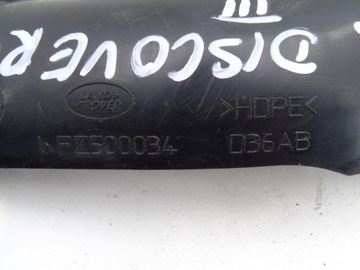 III
DISCOVER
LAND-
ROVER
>HDPE<
WFZ500034
D36AB